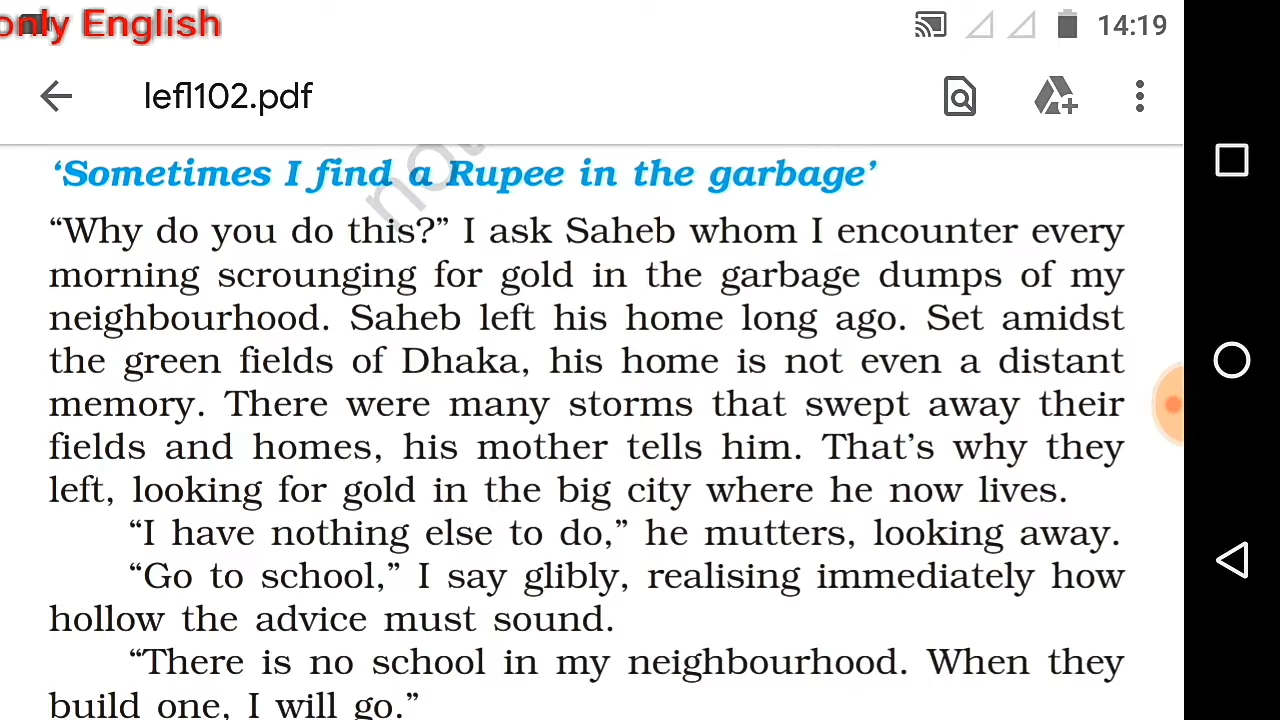 only English
14:19
lefl102.pdf
not
‘Sometimes I find a Rupee in the garbage’
“Why do you do this?” I ask Saheb whom I encounter every
morning scrounging for gold in the garbage dumps of my
neighbourhood. Saheb left his home long ago. Set amidst
the green fields of Dhaka, his home is not even a distant
memory. There were many storms that swept away their
fields and homes, his mother tells him. That’s why they
left, looking for gold in the big city where he now lives.
“I have nothing else to do,” he mutters, looking away.
“Go to school,” I say glibly, realising immediately how
hollow the advice must sound.
“There is no school in my neighbourhood. When they
build one, I will go.”